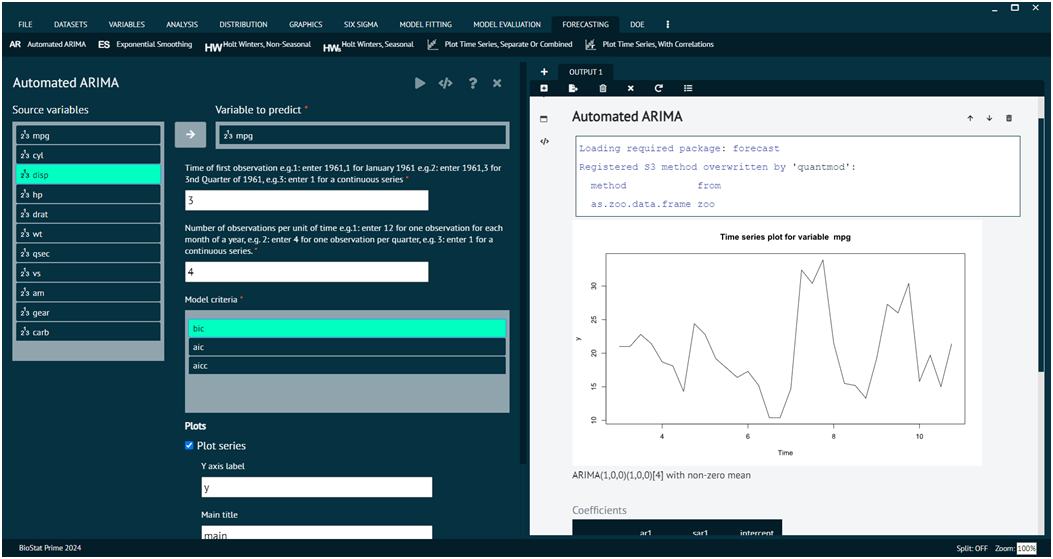 FILE DATASETS VARIABLES ANALYSIS DISTRIBUTION GRAPHICS SIX SIGMA MODEL FITTING MODEL EVALUATION FORECASTING DOE
AR Automated ARIMA ES Exponential Smoothing HW Holt Winters, Non-Seasonal HWs Holt Winters, Seasonal Plot Time Series, Separate Or Combined Plot Time Series, With Correlations
Automated ARIMA
Source variables
mpg
cyl
disp
hp
drat
wt
qsec
vs
am
gear
carb
Variable to predict *
mpg
Time of first observation e.g.1: enter 1961,1 for January 1961 e.g.2: enter 1961,3 for
3nd Quarter of 1961, e.g.3: enter 1 for a continuous series *
3
Number of observations per unit of time e.g.1: enter 12 for one observation for each
month of a year, e.g. 2: enter 4 for one observation per quarter, e.g. 3: enter 1 for a
continuous series. *
4
Model criteria *
bic
aic
aicc
Plots
Plot series
Y axis label
y
Main title
main
OUTPUT 1
Automated ARIMA
Loading required package: forecast
Registered S3 method overwritten by 'quantmod':
method from
as.zoo.data.frame zoo
Time series plot for variable mpg
30
25
20
15
10
y
4 6 8 10
Time
ARIMA(1,0,0)(1,0,0)[4] with non-zero mean
Coefficients
ar1 sar1 intercept
BioStat Prime 2024
Split: OFF Zoom: 100%